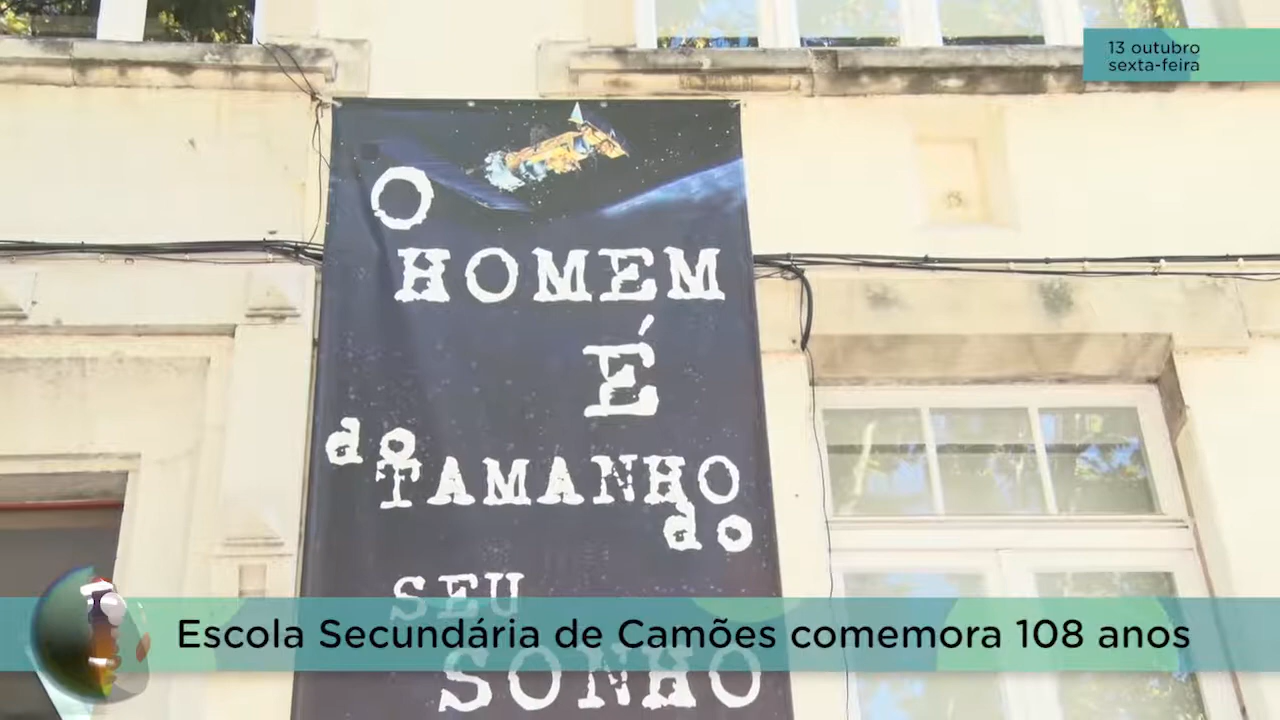 13 outubro
sexta-feira
O
HOMEM
É
do
TAMANHO
do
SEU
SONHO
Escola Secundária de Camões comemora 108 anos